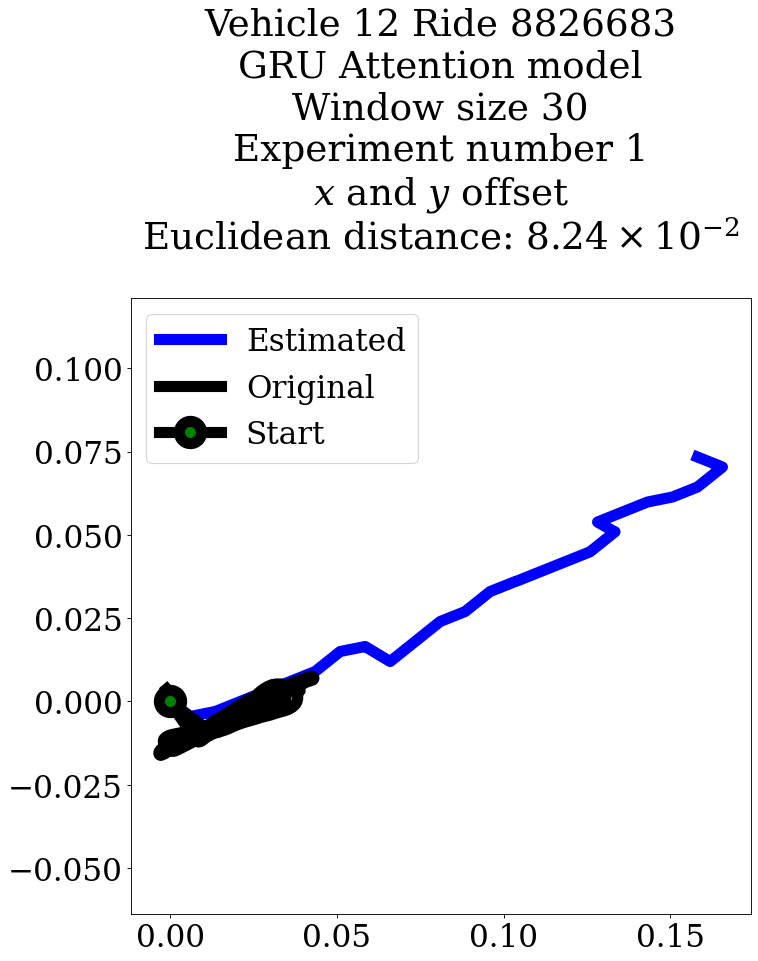 Vehicle 12 Ride 8826683
GRU Attention model
Window size 30
Experiment number 1
x and y offset
Euclidean distance: 8.24 × 10⁻²
Estimated
Original
Start
0.100
0.075
0.050
0.025
0.000
−0.025
−0.050
0.00 0.05 0.10 0.15